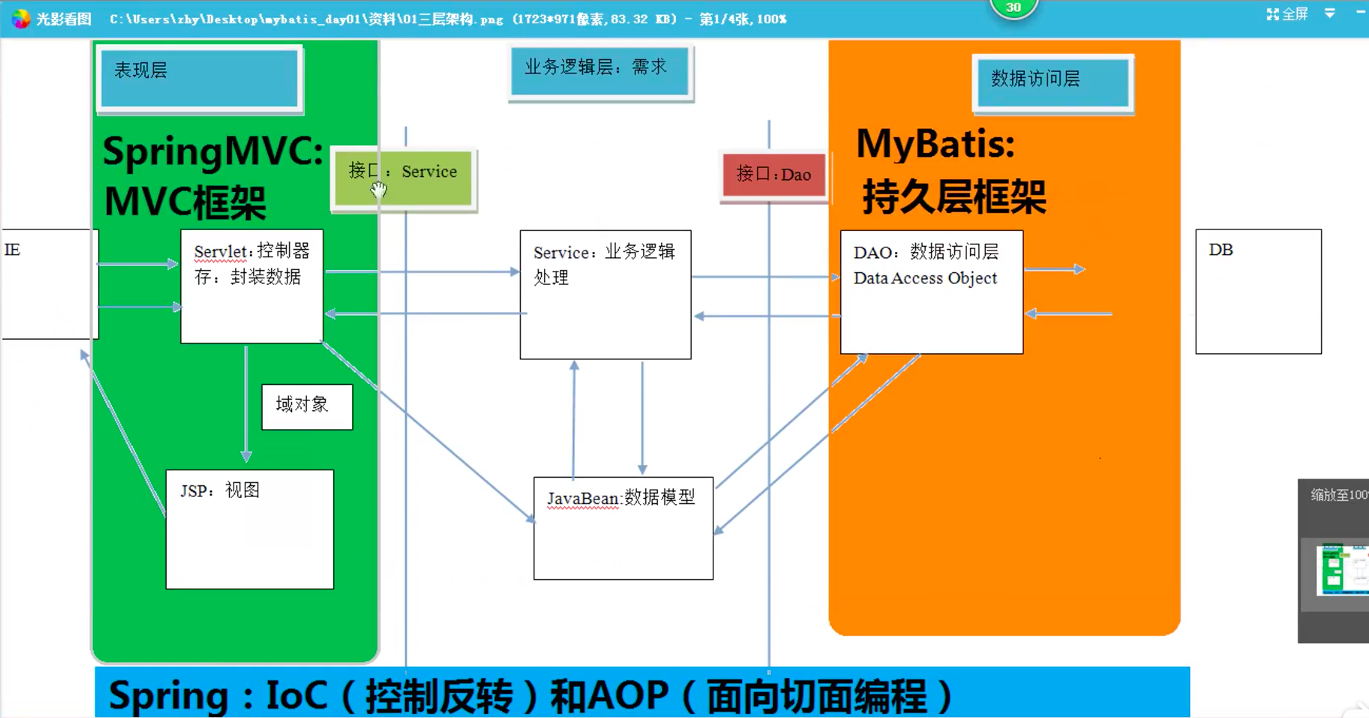 光影看图 C:\Users\zhy\Desktop\mybatis_day01\资料\01三层架构.png (1723*971像素,83.32 KB) - 第1/4张,100%
30
全屏
表现层
业务逻辑层：需求
数据访问层
SpringMVC:
MVC框架
接口：Service
接口:Dao
MyBatis:
持久层框架
IE
Servlet:控制器
存：封装数据
Service：业务逻辑
处理
DAO：数据访问层
Data Access Object
DB
域对象
JSP：视图
JavaBean:数据模型
缩放至100
Spring：IoC（控制反转）和AOP（面向切面编程）